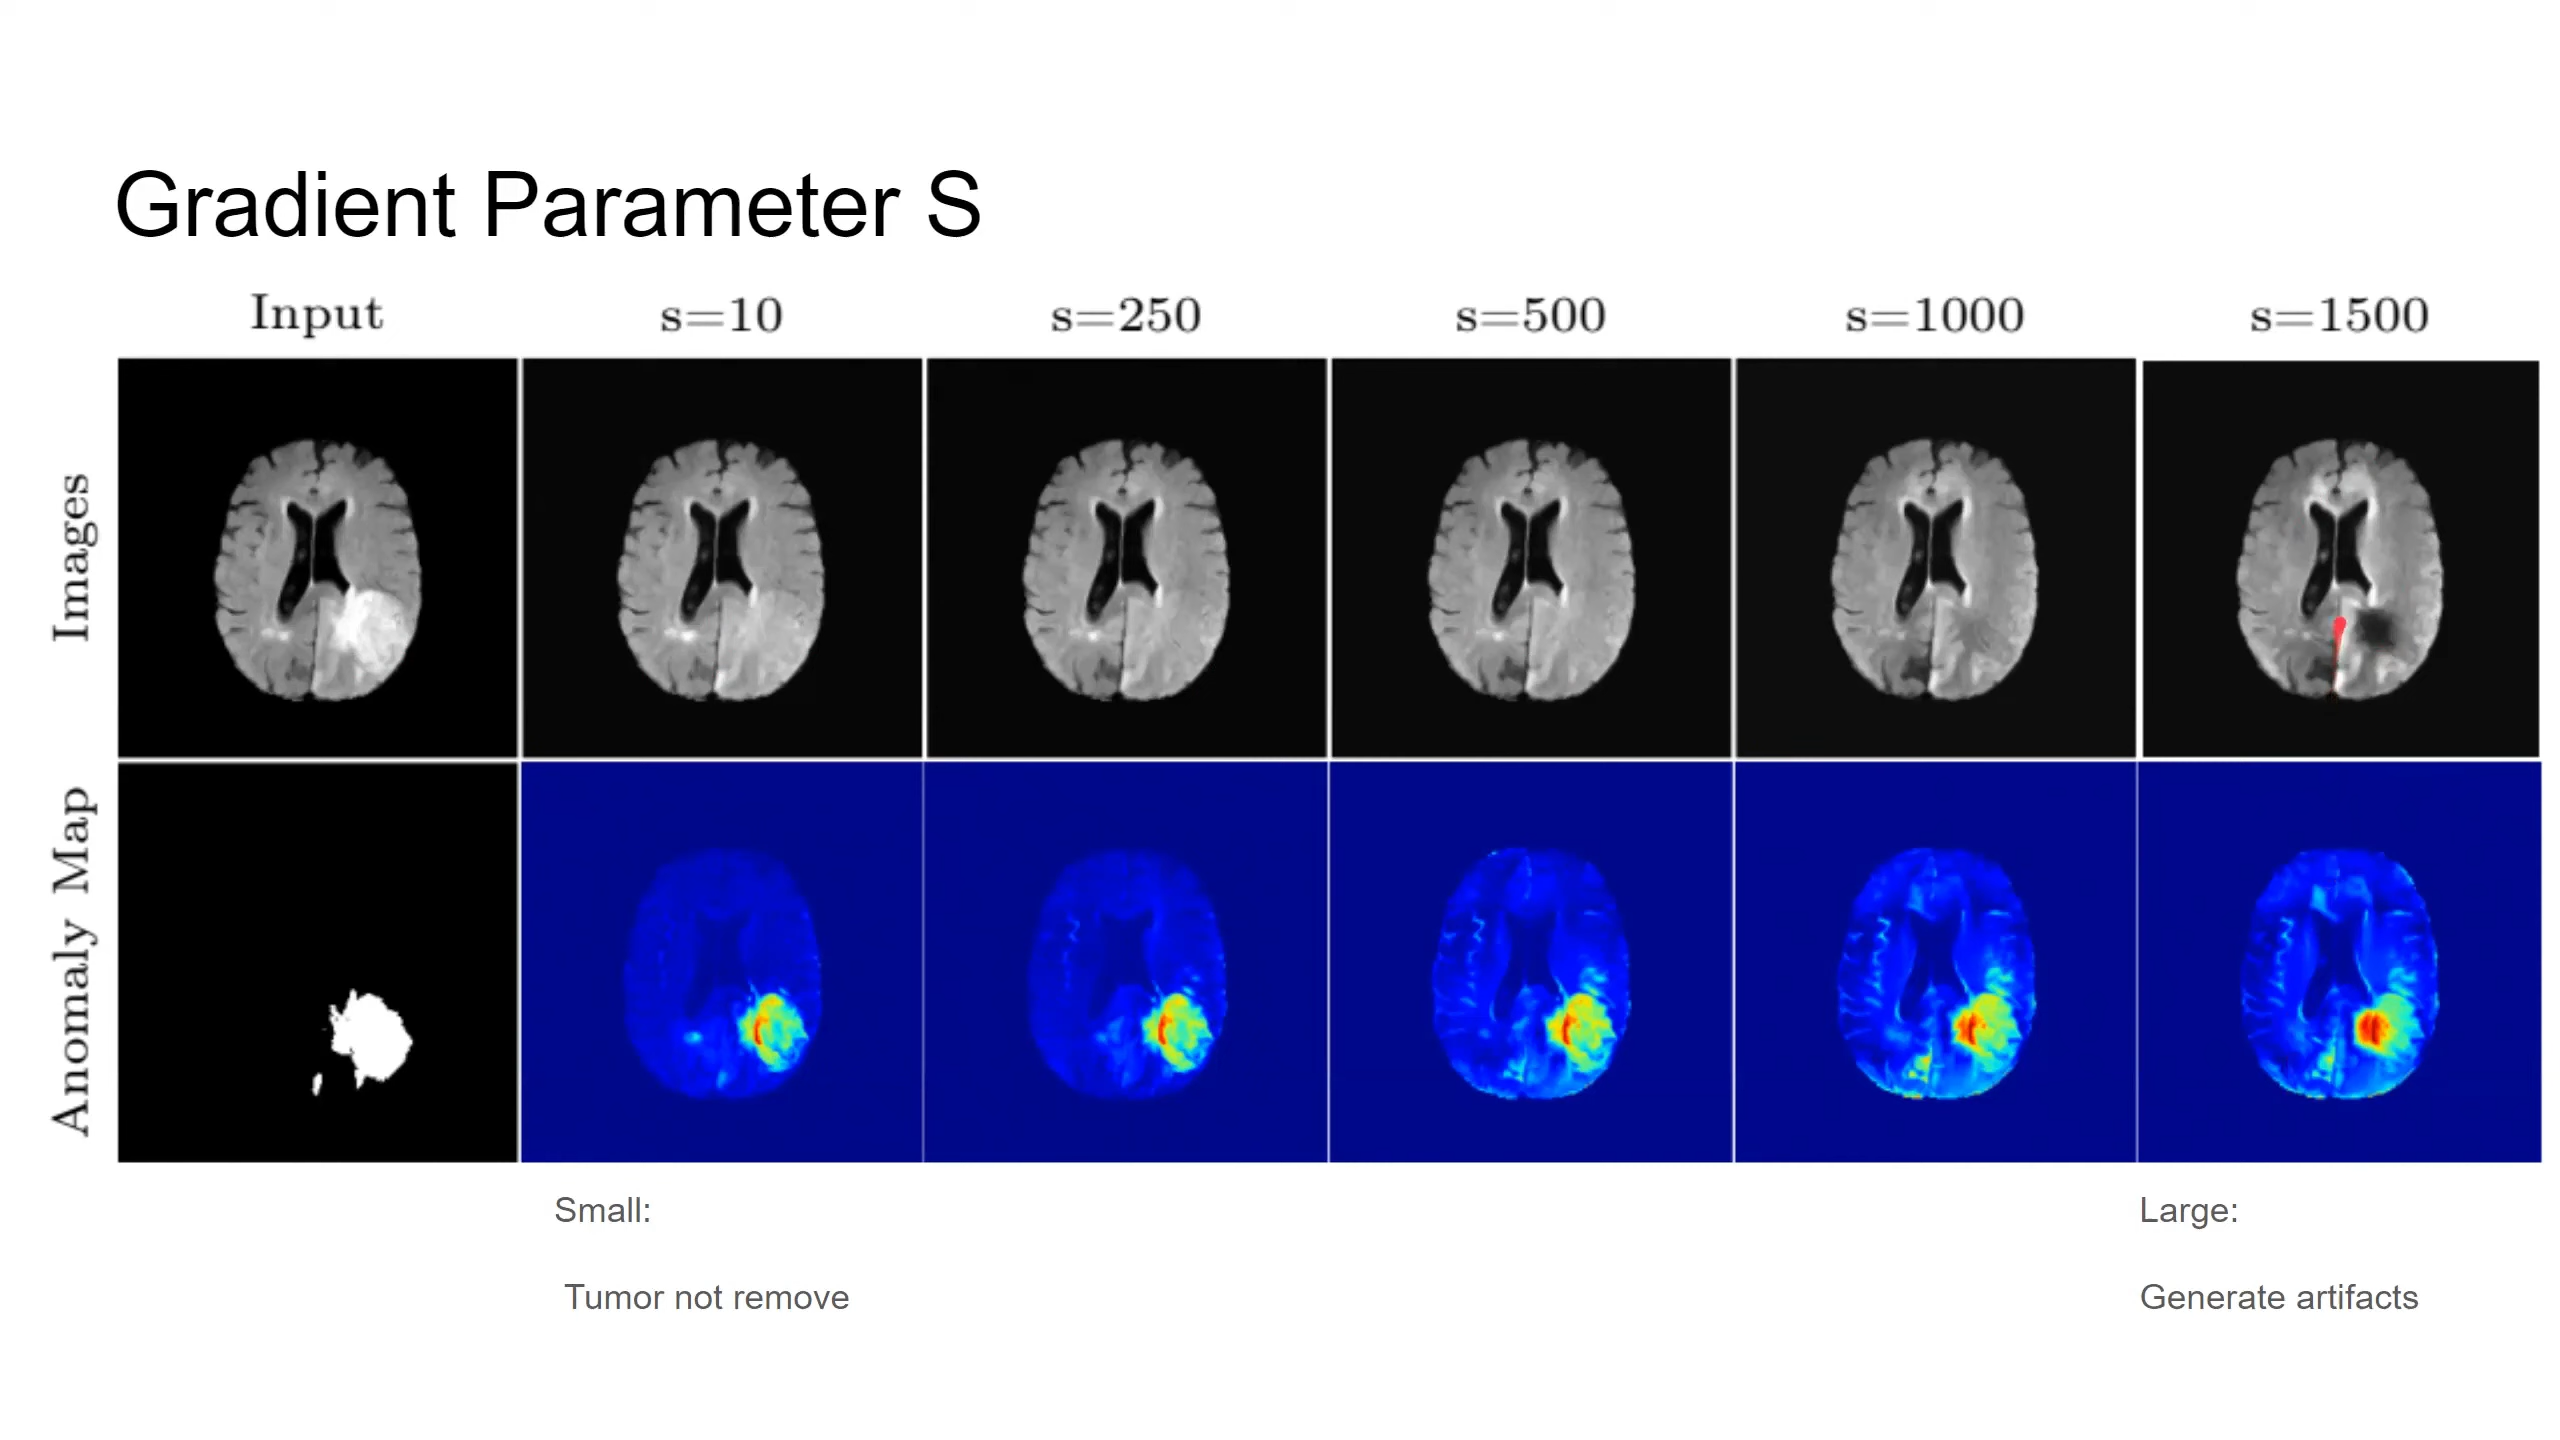 Gradient Parameter S
Input s=10 s=250 s=500 s=1000 s=1500
Images
Anomaly Map
Small:
Tumor not remove
Large:
Generate artifacts